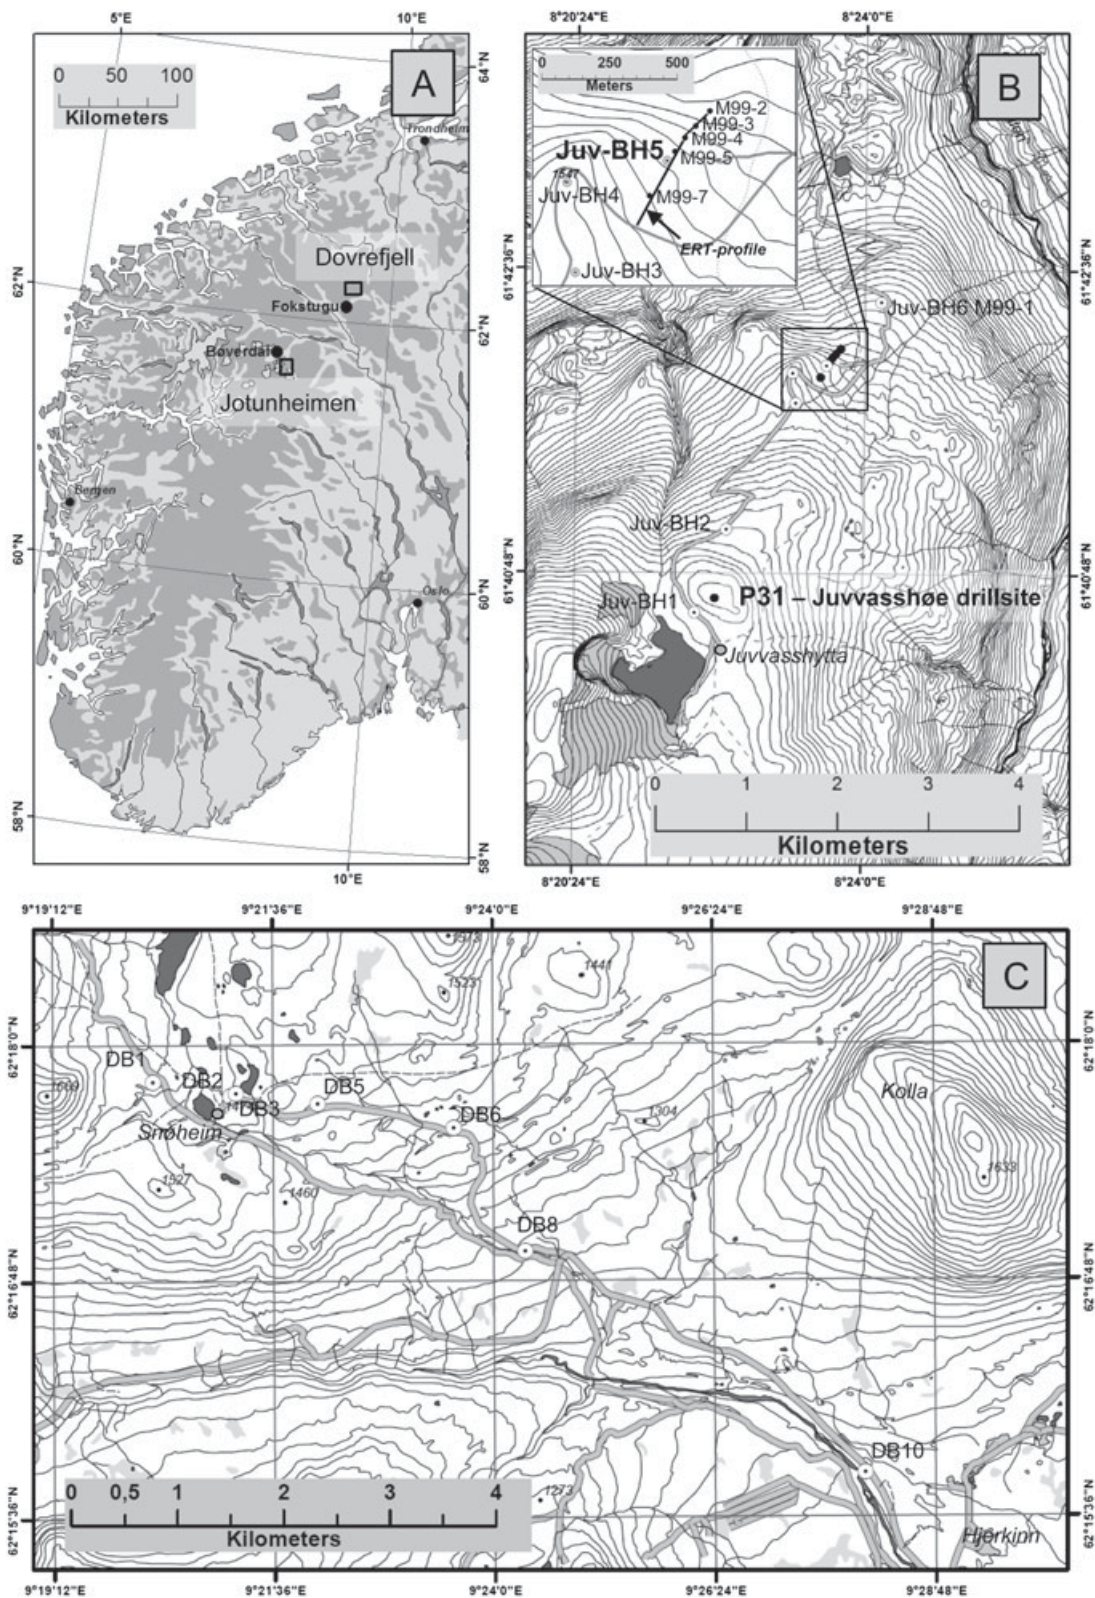 5°E
10°E
0 50 100
Kilometers
A
64°N
Trondheim
Dovrefjell
62°N
Fokstugu
62°N
Bøverdal
Jotunheimen
Bergen
60°N
60°N
Oslo
58°N
58°N
10°E
8°20'24"E
8°24'0"E
0 250 500
Meters
B
M99-2
M99-3
M99-4
Juv-BH5
M99-5
1547
Juv-BH4
M99-7
ERT-profile
Juv-BH3
61°42'36"N
61°42'36"N
Juv-BH6 M99-1
Juv-BH2
61°40'48"N
61°40'48"N
P31 – Juvvasshøe drillsite
Juv-BH1
Juvvasshytta
0 1 2 3 4
Kilometers
8°20'24"E
8°24'0"E
9°19'12"E
9°21'36"E
9°24'0"E
9°26'24"E
9°28'48"E
1573
1441
1523
C
62°18'0"N
62°18'0"N
DB1
DB2
DB3
DB5
DB6
Kolla
1304
Snøheim
1633
1527
1460
DB8
62°16'48"N
62°16'48"N
DB10
0 0,5 1 2 3 4
Kilometers
1273
62°15'36"N
62°15'36"N
Hjerkinn
9°19'12"E
9°21'36"E
9°24'0"E
9°26'24"E
9°28'48"E